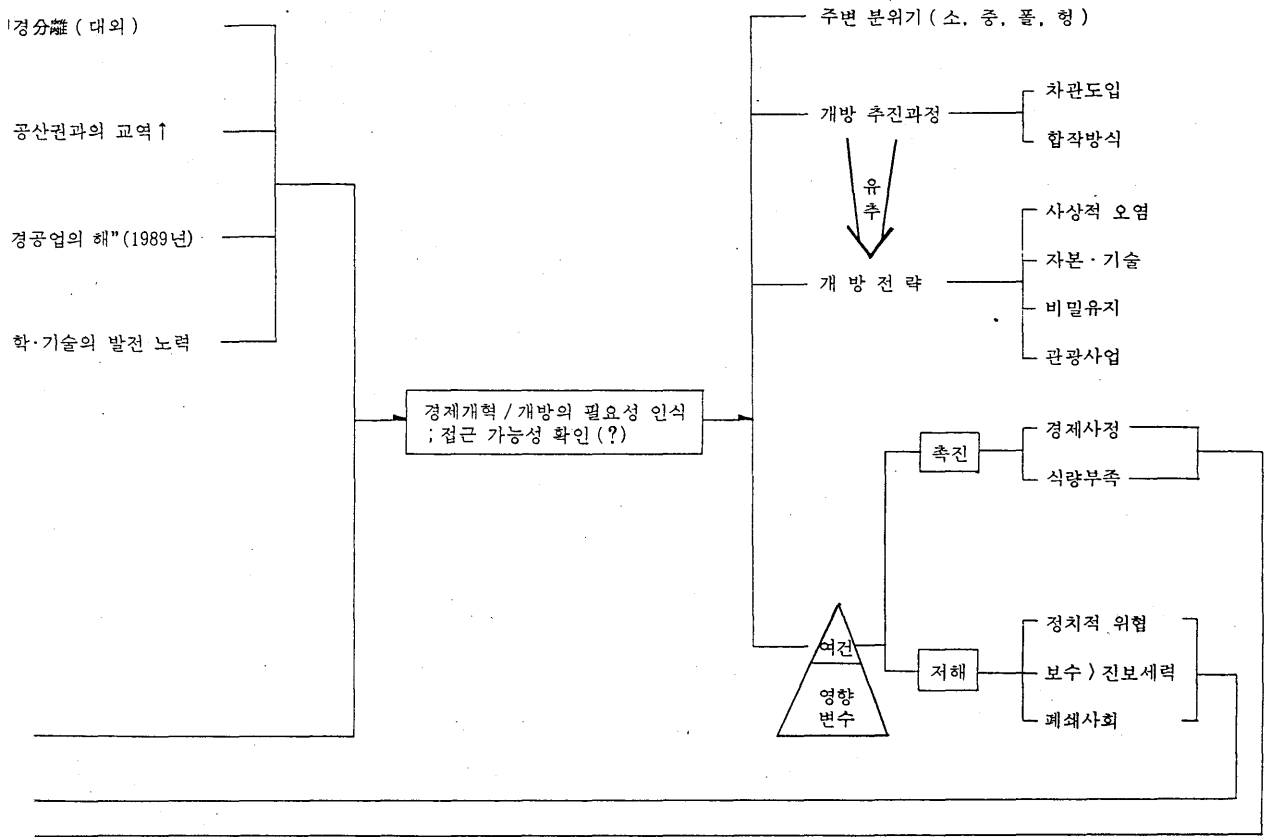 경分離 (대외)
공산권과의 교역↑
경공업의 해”(1989년)
학·기술의 발전 노력
경제개혁 / 개방의 필요성 인식
; 접근 가능성 확인 (?)
주변 분위기 (소, 중, 폴, 헝)
개방 추진과정
차관도입
합작방식
유
추
개 방 전 략
사상적 오염
자본·기술
비밀유지
관광사업
촉진
경제사정
식량부족
여건
영향
변수
저해
정치적 위협
보수 > 진보세력
폐쇄사회